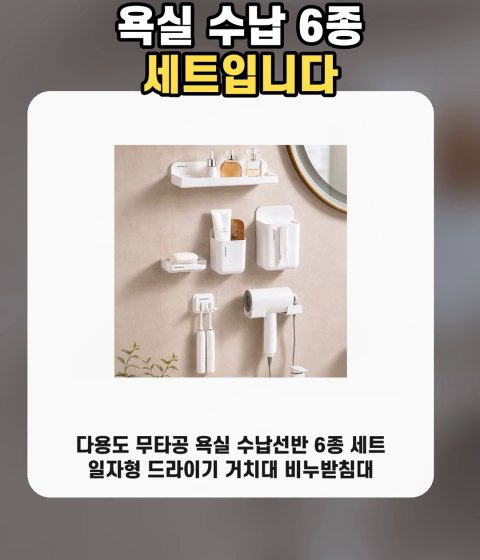 욕실 수납 6종
세트입니다
다용도 무타공 욕실 수납선반 6종 세트
일자형 드라이기 거치대 비누받침대